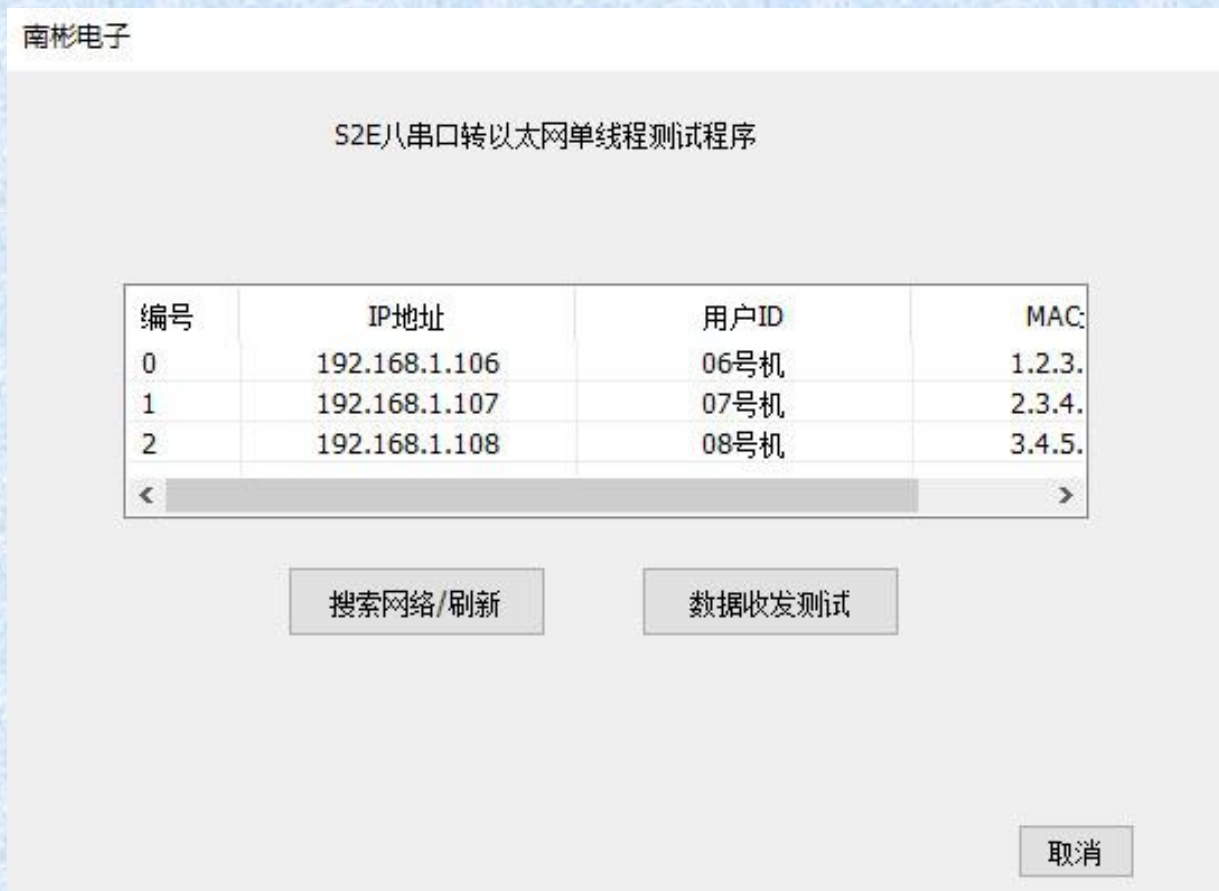 南彬电子
S2E八串口转以太网单线程测试程序
编号 IP地址 用户ID MAC
0 192.168.1.106 06号机 1.2.3.
1 192.168.1.107 07号机 2.3.4.
2 192.168.1.108 08号机 3.4.5.
搜索网络/刷新 数据收发测试
取消